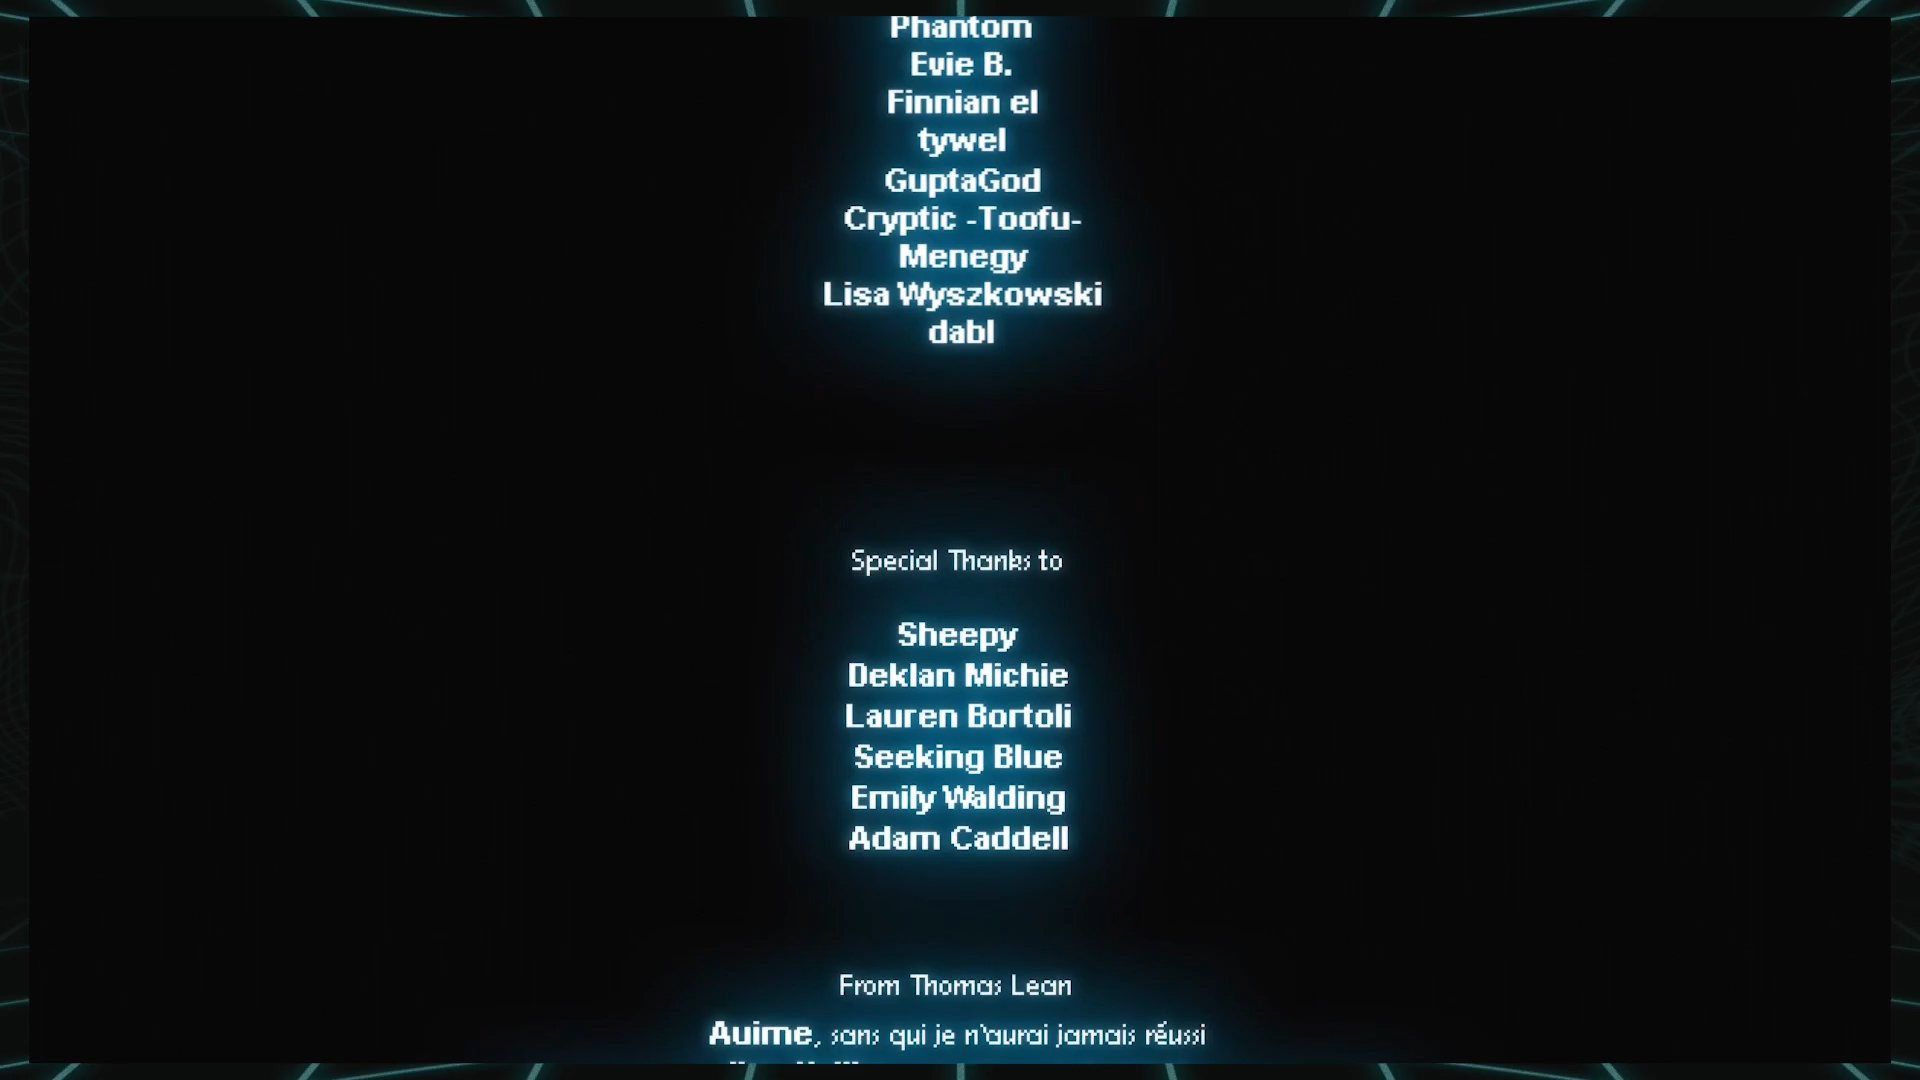 Phantom
Evie B.
Finnian el
tywel
GuptaGod
Cryptic -Toofu-
Menegy
Lisa Wyszkowski
dabl
Special Thanks to
Sheepy
Deklan Michie
Lauren Bortoli
Seeking Blue
Emily Walding
Adam Caddell
From Thomas Lean
Auime, sans qui je n'aurai jamais réussi